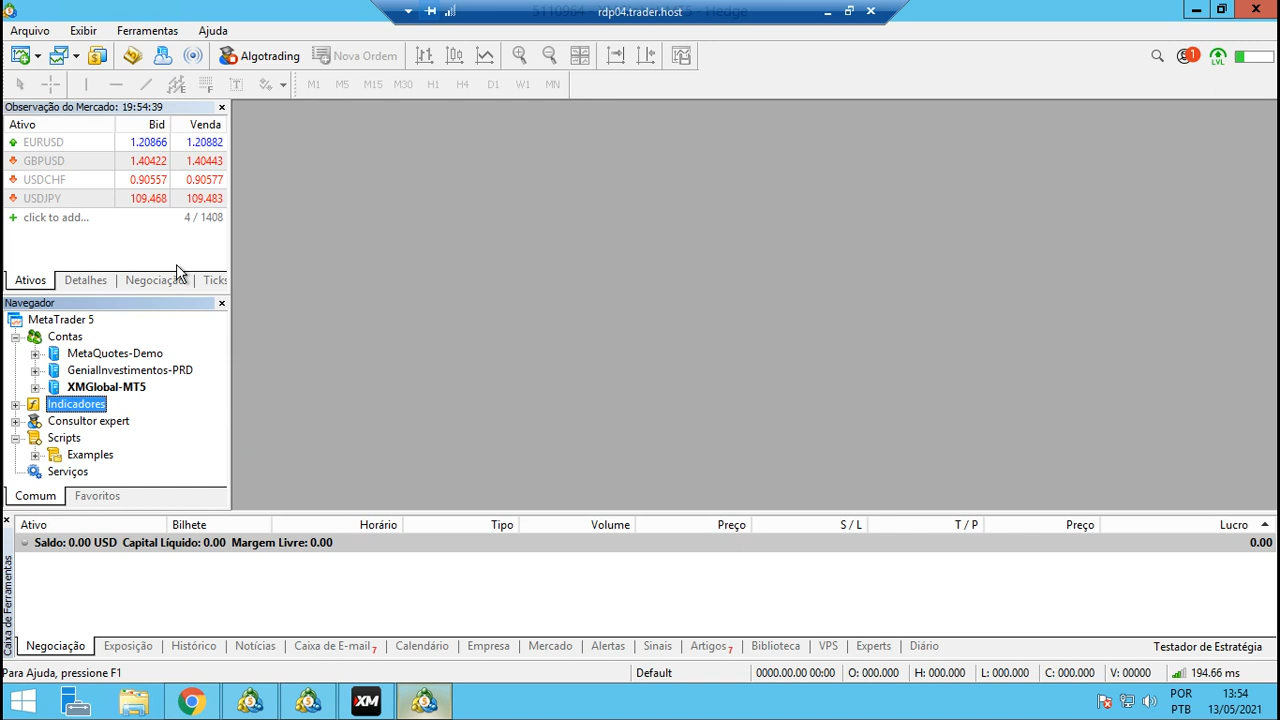 5110964 5 - Hedge
rdp04.trader.host
Arquivo Exibir Ferramentas Ajuda
Algotrading Nova Ordem 1 LVL
E F T M1 M5 M15 M30 H1 H4 D1 W1 MN
Observação do Mercado: 19:54:39
Ativo Bid Venda
EURUSD 1.20866 1.20882
GBPUSD 1.40422 1.40443
USDCHF 0.90557 0.90577
USDJPY 109.468 109.483
click to add... 4 / 1408
Ativos Detalhes Negociação Ticks
Navegador
MetaTrader 5
Contas
MetaQuotes-Demo
GenialInvestimentos-PRD
XMGlobal-MT5
Indicadores
Consultor expert
Scripts
Examples
Serviços
Comum Favoritos
Caixa de Ferramentas
Ativo Bilhete Horário Tipo Volume Preço S / L T / P Preço Lucro
Saldo: 0.00 USD Capital Líquido: 0.00 Margem Livre: 0.00 0.00
Negociação Exposição Histórico Notícias Caixa de E-mail 7 Calendário Empresa Mercado Alertas Sinais Artigos 7 Biblioteca VPS Experts Diário Testador de Estratégia
Para Ajuda, pressione F1 Default 0000.00.00 00:00 O: 000.000 H: 000.000 L: 000.000 C: 000.000 V: 00000 194.66 ms
XM
POR 13:54
PTB 13/05/2021